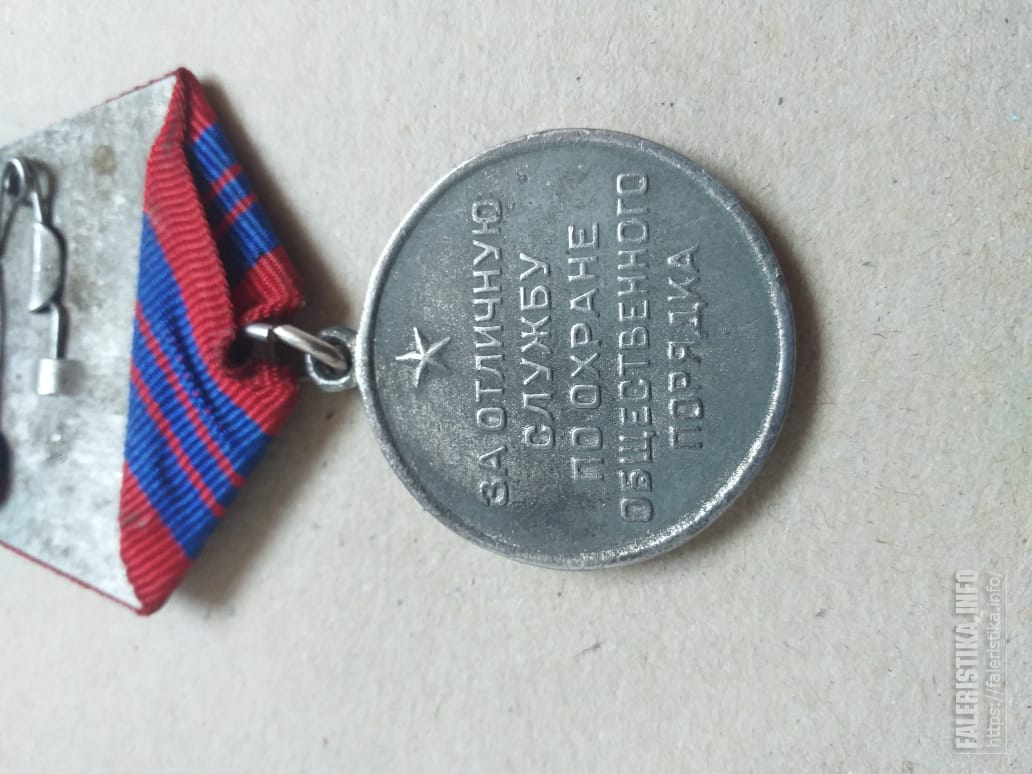 ЗА ОТЛИЧНУЮ
СЛУЖБУ
ПО ОХРАНЕ
ОБЩЕСТВЕННОГО
ПОРЯДКА
FALERISTIKA.INFO
https://faleristika.info/